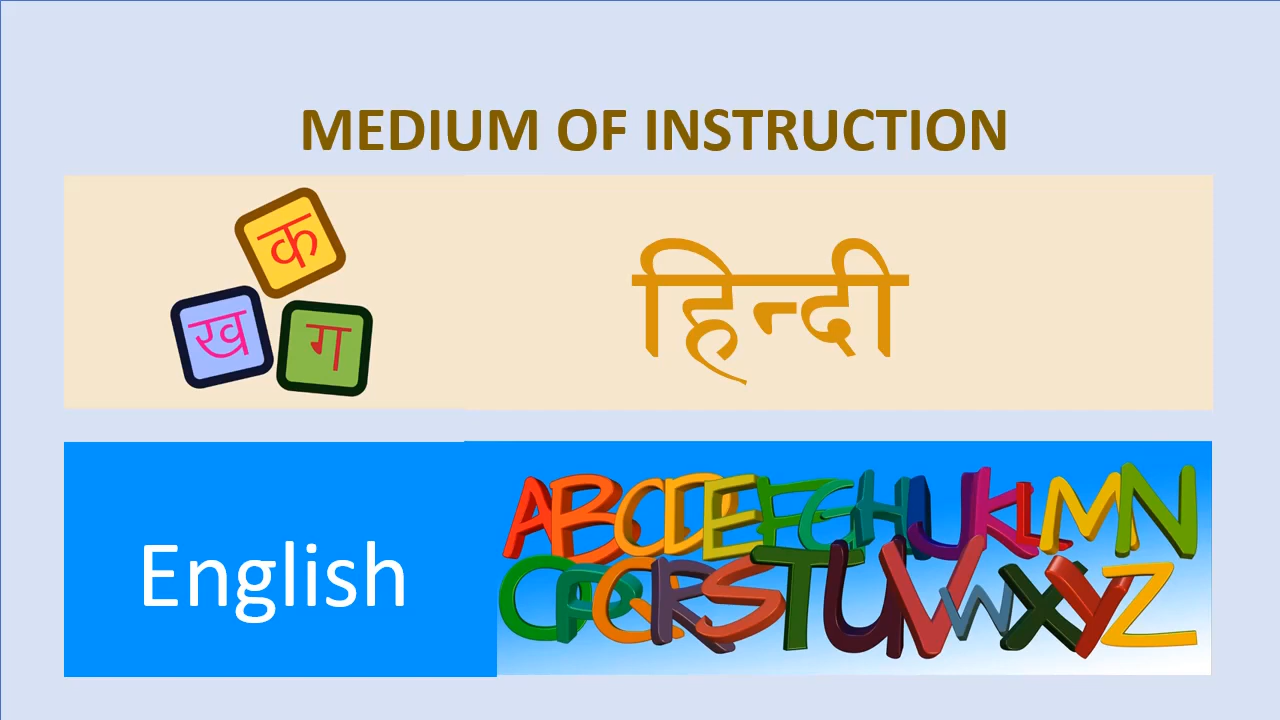 MEDIUM OF INSTRUCTION
क
ख
ग
हिन्दी
English
ABCDEFGHIJKLMN
OPQRSTUVWXYZ